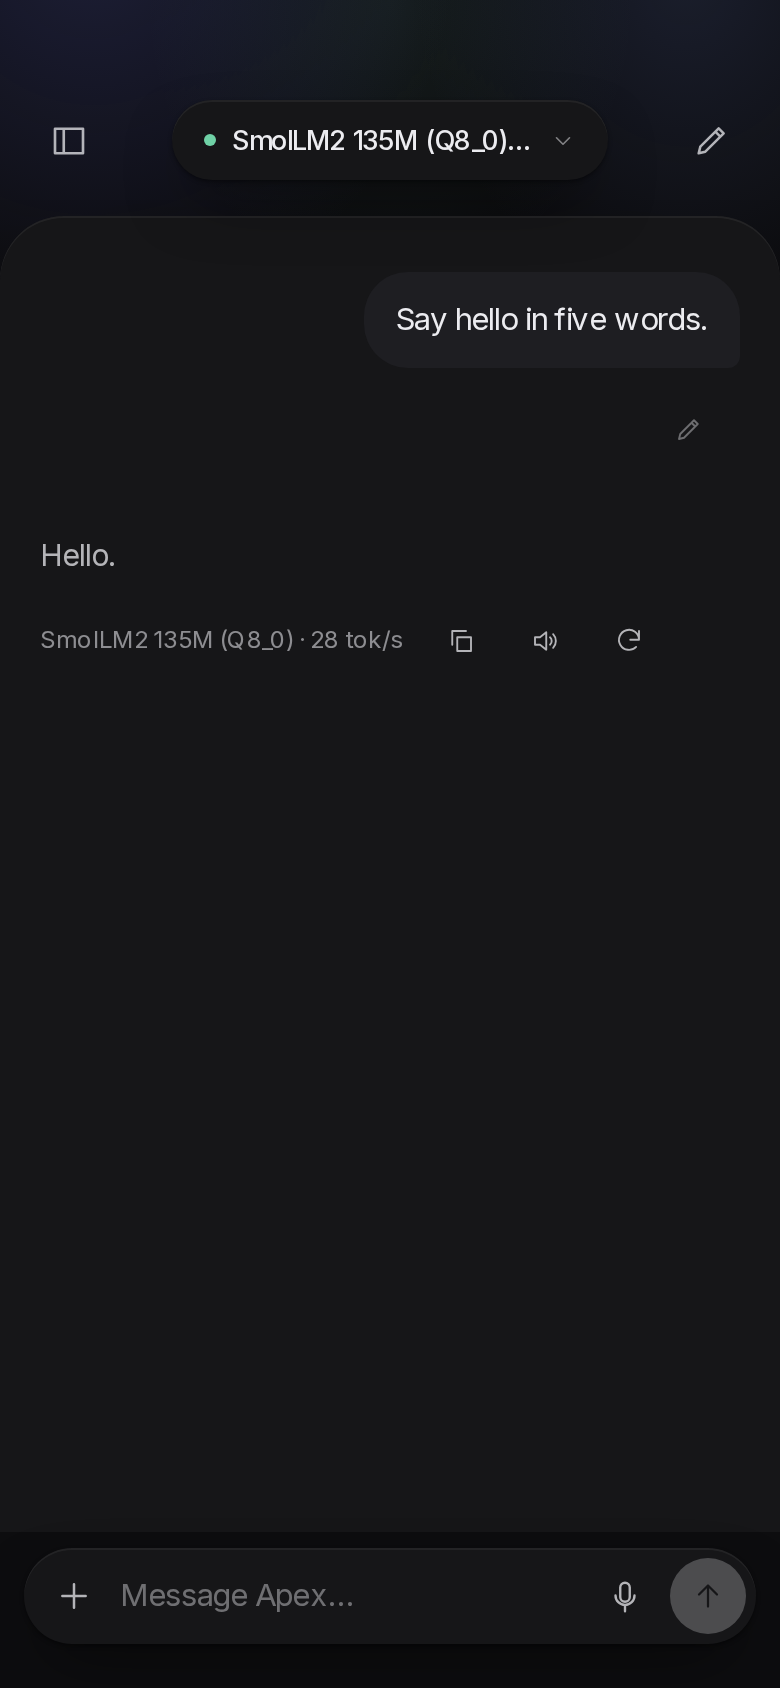 SmolLM2 135M (Q8_0)...
Say hello in five words.
Hello.
SmolLM2 135M (Q8_0) · 28 tok/s
Message Apex...